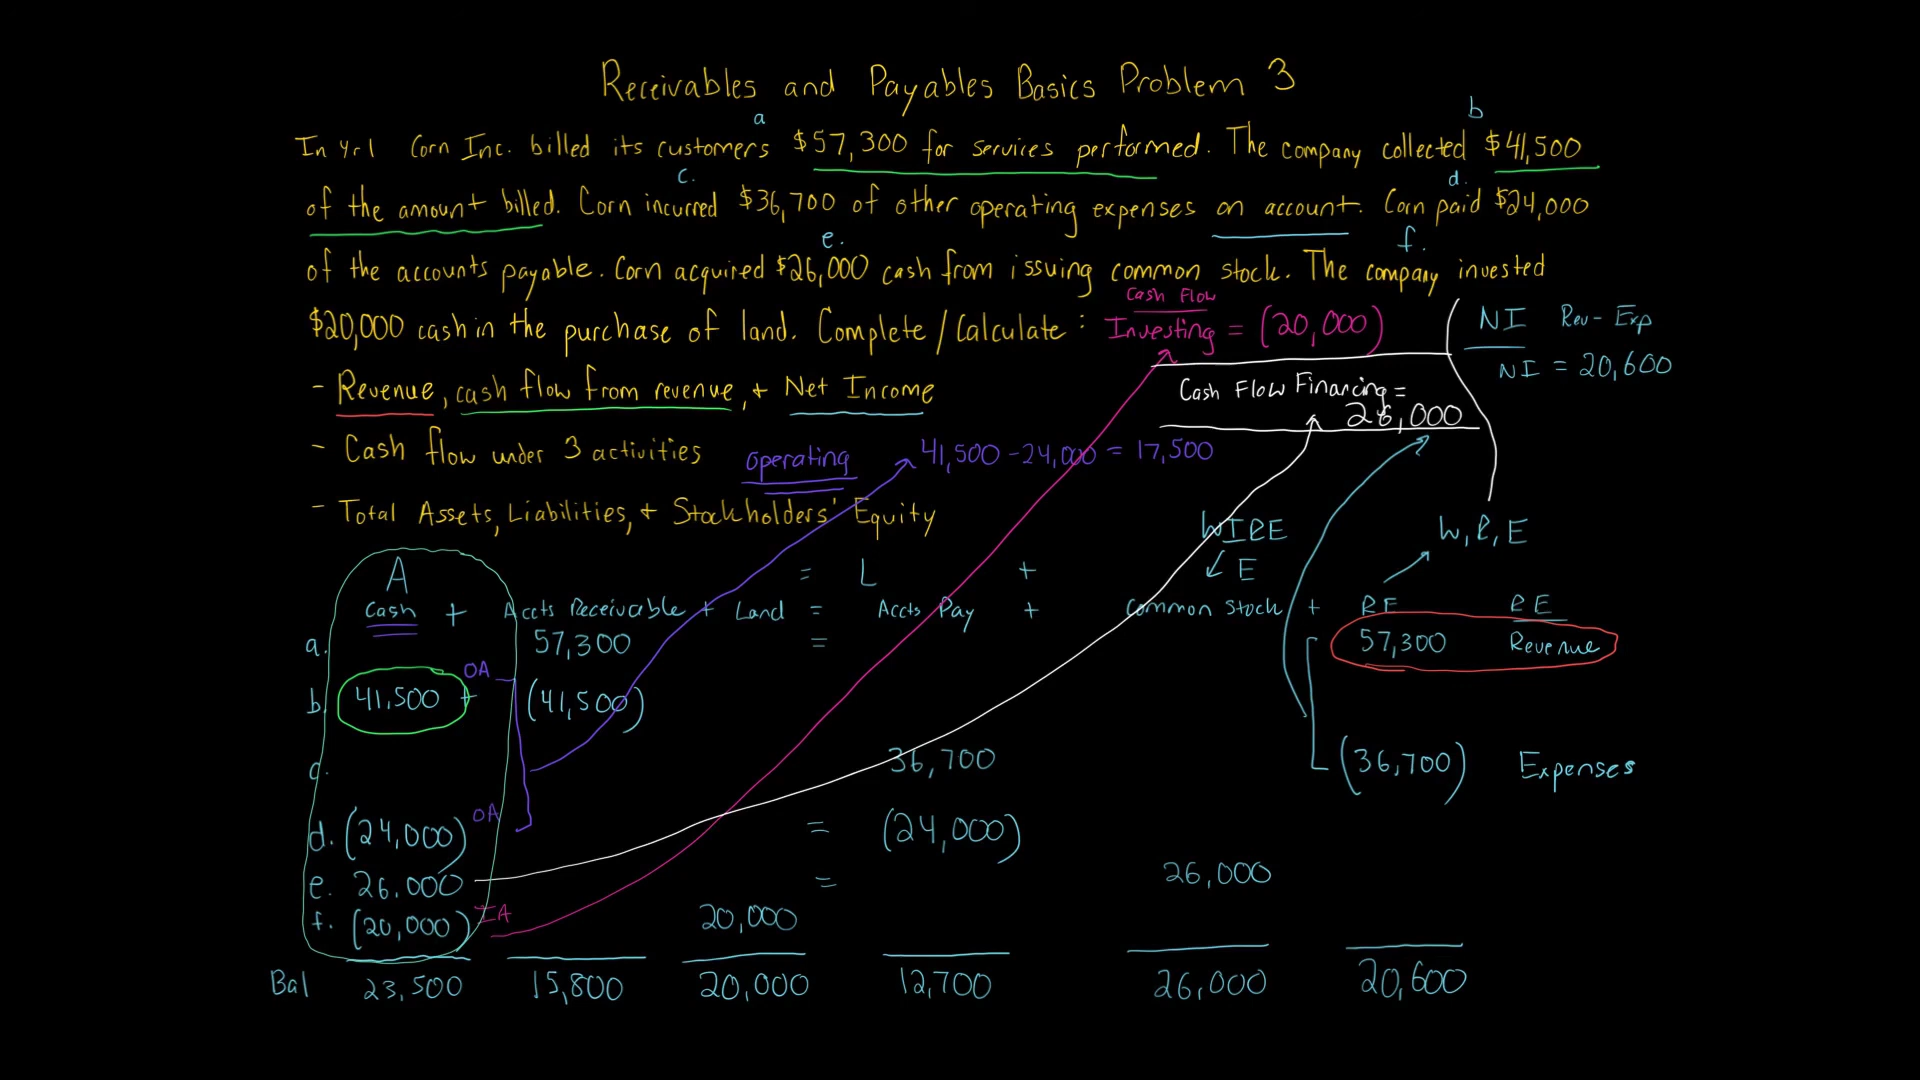 Receivables and Payables Basics Problem 3
a b
In Yr 1 Corn Inc. billed its customers $57,300 for services performed. The company collected $41,500
c. d.
of the amount billed. Corn incurred $36,700 of other operating expenses on account. Corn paid $24,000
e. f.
of the accounts payable. Corn acquired $26,000 cash from issuing common stock. The company invested
$20,000 cash in the purchase of land. Complete/Calculate:
Cash Flow
Investing = (20,000)
NI Rev - Exp
NI = 20,600
- Revenue, cash flow from revenue, + Net Income
Cash Flow Financing =
26,000
- Cash flow under 3 activities
Operating 41,500 - 24,000 = 17,500
- Total Assets, Liabilities, + Stockholders' Equity
WIRE W, R, E
A = L + E
Cash + Accts Receivable + Land = Accts Pay + Common Stock + RE RE
a. 57,300 = 57,300 Revenue
OA
b. 41,500 + (41,500)
c. 36,700 (36,700) Expenses
OA
d. (24,000) = (24,000)
e. 26,000 = 26,000
f. (20,000) IA 20,000
Bal 23,500 15,800 20,000 12,700 26,000 20,600